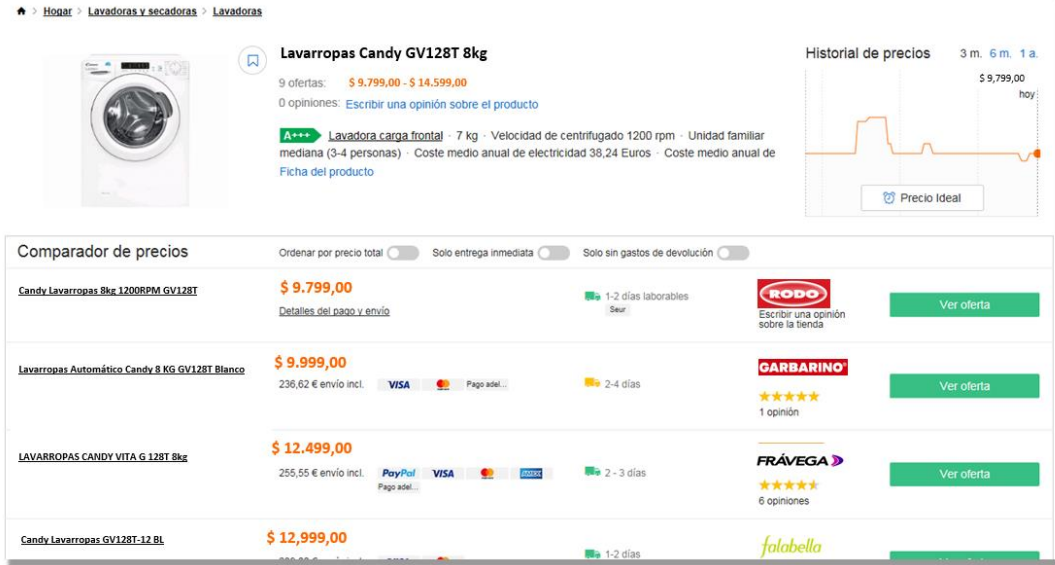 > Hogar > Lavadoras y secadoras > Lavadoras
Lavarropas Candy GV128T 8kg
9 ofertas: $ 9.799,00 - $ 14.599,00
0 opiniones: Escribir una opinión sobre el producto
A+++ Lavadora carga frontal · 7 kg · Velocidad de centrifugado 1200 rpm · Unidad familiar
mediana (3-4 personas) · Coste medio anual de electricidad 38,24 Euros · Coste medio anual de
Ficha del producto
Historial de precios 3 m. 6 m. 1 a.
$ 9,799,00
hoy
Precio Ideal
Comparador de precios Ordenar por precio total Solo entrega inmediata Solo sin gastos de devolución
Candy Lavarropas 8kg 1200RPM GV128T
$ 9.799,00
Detalles del pago y envío
1-2 días laborables
Seur
RODO
Escribir una opinión
sobre la tienda
Ver oferta
Lavarropas Automático Candy 8 KG GV128T Blanco
$ 9.999,00
236,62 € envío incl. VISA Pago adel...
2-4 días
GARBARINO
1 opinión
Ver oferta
LAVARROPAS CANDY VITA G 128T 8kg
$ 12.499,00
255,55 € envío incl. PayPal VISA AMEX
Pago adel...
2 - 3 días
FRÁVEGA
6 opiniones
Ver oferta
Candy Lavarropas GV128T-12 BL
$ 12,999,00
1-2 días
falabella